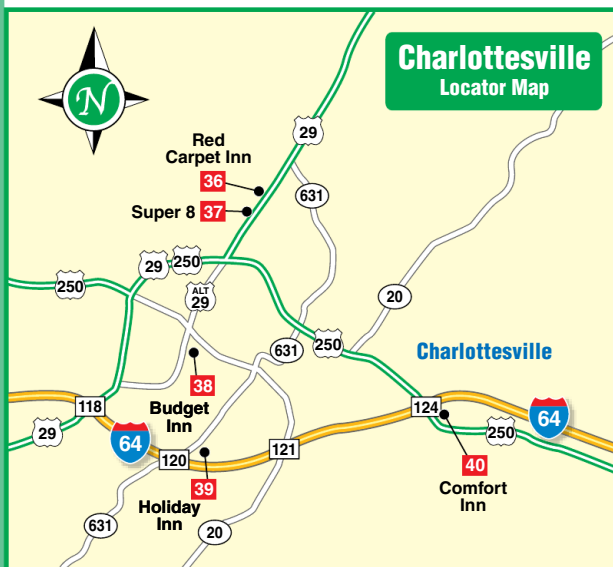 Charlottesville
Locator Map
N
29
Red
Carpet Inn
36
631
Super 8 37
29 250
250
ALT
29
20
631
250
Charlottesville
38
Budget
Inn
118
124
64
29
64
250
120
121
40
Comfort
Inn
39
Holiday
Inn
631
20